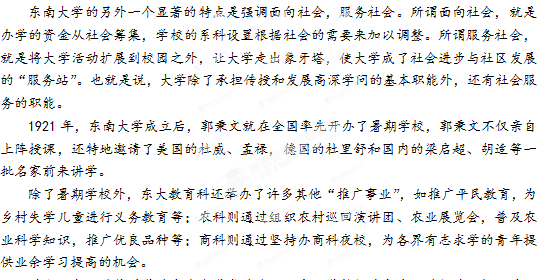 东南大学的另外一个显著的特点是强调面向社会，服务社会。所谓面向社会，就是
办学的资金从社会筹集，学校的系科设置根据社会的需要来加以调整。所谓服务社会，
就是将大学活动扩展到校园之外，让大学走出象牙塔，使大学成了社会进步与社区发展
的“服务站”。也就是说，大学除了承担传授和发展高深学问的基本职能外，还有社会服
务的职能。
1921 年，东南大学成立后，郭秉文就在全国率先开办了暑期学校，郭秉文不仅亲自
上阵授课，还特地邀请了美国的杜威、孟禄，德国的杜里舒和国内的梁启超、胡适等一
批名家前来讲学。
除了暑期学校外，东大教育科还举办了许多其他“推广事业”，如推广平民教育，为
乡村失学儿童进行义务教育等；农科则通过组织农村巡回演讲团、农业展览会，普及农
业科学知识，推广优良品种等；商科则通过坚持办商科夜校，为各界有志求学的青年提
供业余学习提高的机会。